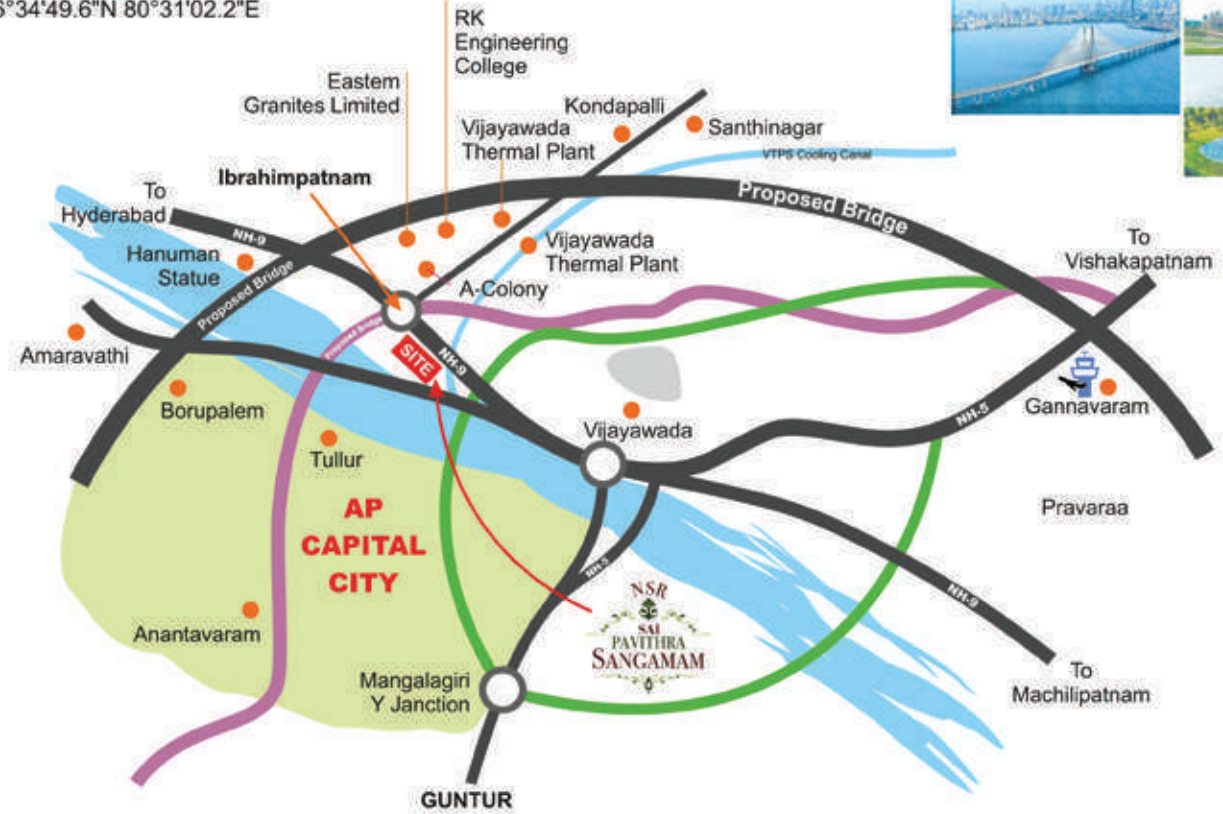 6°34'49.6"N 80°31'02.2"E
RK
Engineering
College
Eastem
Granites Limited
Kondapalli
Santhinagar
Vijayawada
Thermal Plant
VTPS Cooling Canal
Ibrahimpatnam
To
Hyderabad
NH-9
Proposed Bridge
Hanuman
Statue
Vijayawada
Thermal Plant
To
Vishakapatnam
A-Colony
Proposed Bridge
Proposed Bridge
SITE
NH-9
Amaravathi
Borupalem
Gannavaram
NH-5
Vijayawada
Tullur
AP
CAPITAL
CITY
Pravaraa
NH-5
NSR
SAI
PAVITHRA
SANGAMAM
NH-9
Anantavaram
Mangalagiri
Y Janction
To
Machilipatnam
GUNTUR